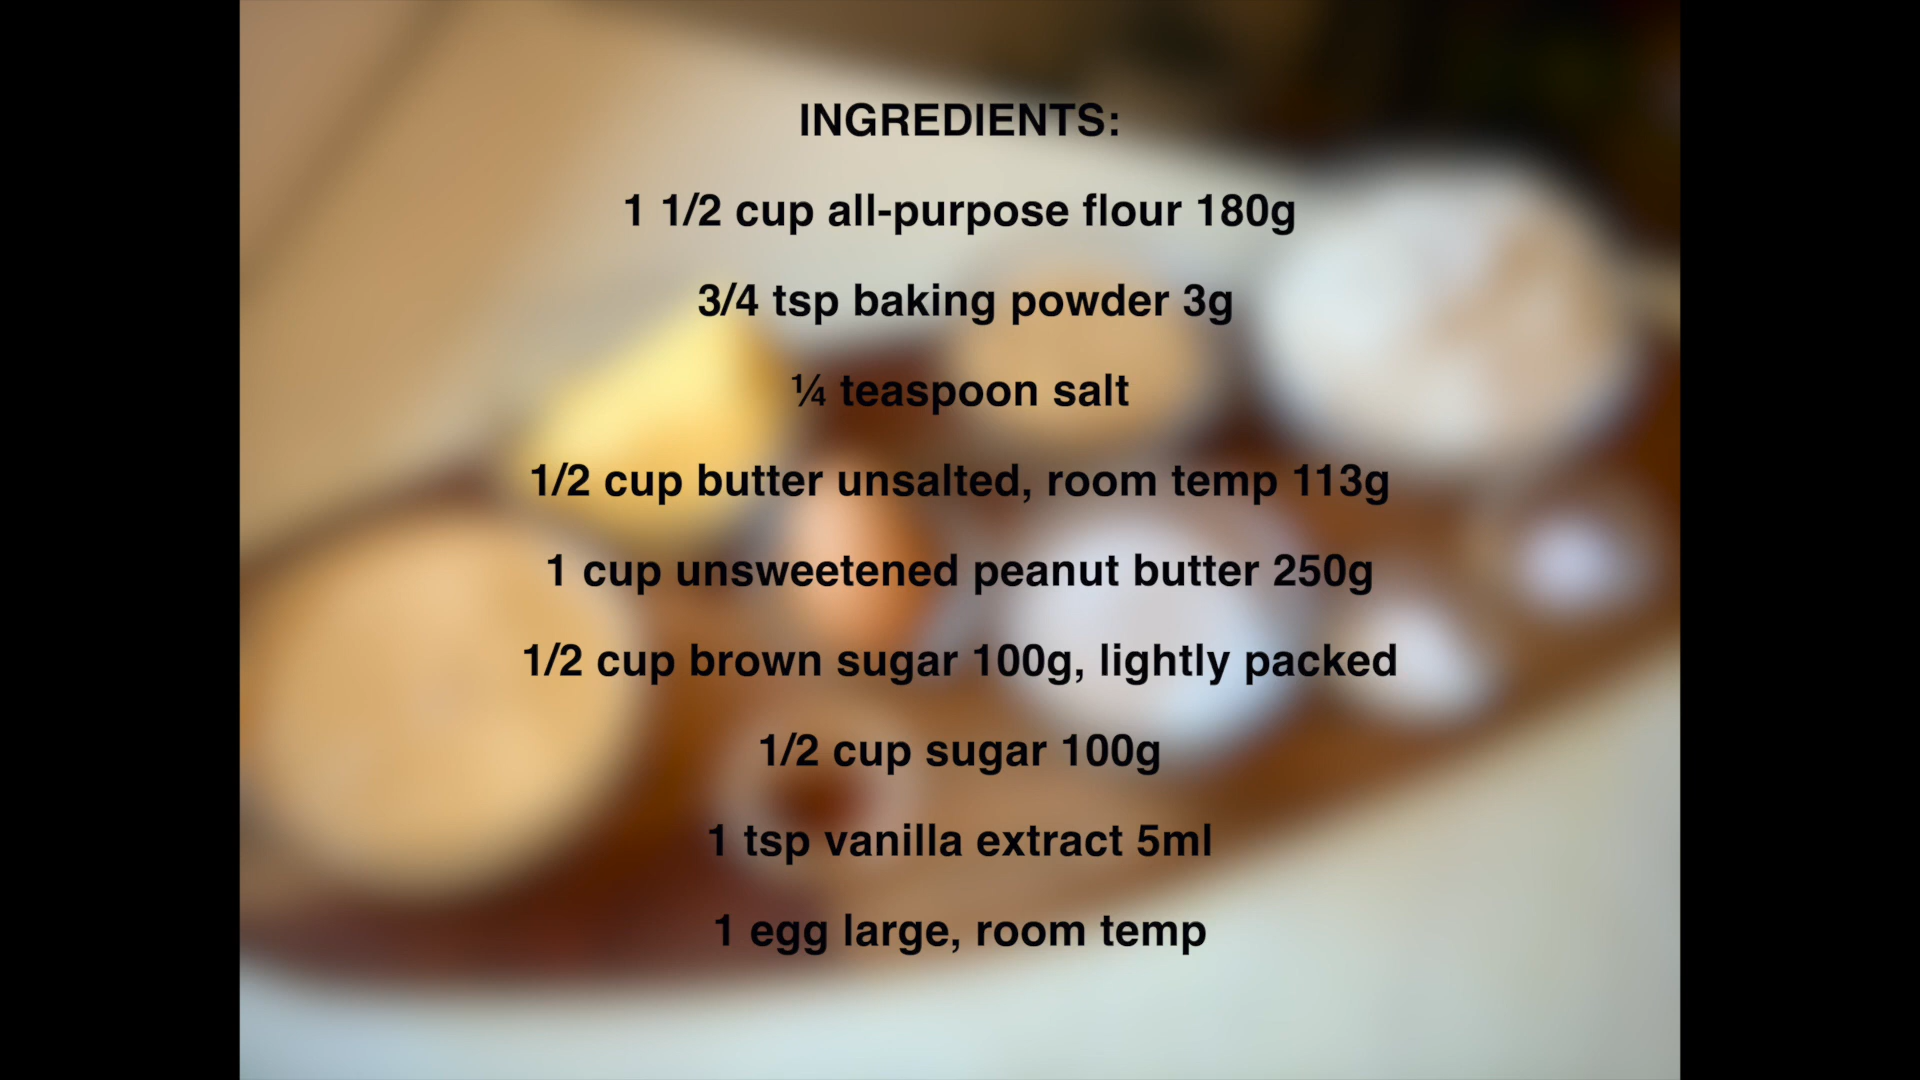 INGREDIENTS:
1 1/2 cup all-purpose flour 180g
3/4 tsp baking powder 3g
¼ teaspoon salt
1/2 cup butter unsalted, room temp 113g
1 cup unsweetened peanut butter 250g
1/2 cup brown sugar 100g, lightly packed
1/2 cup sugar 100g
1 tsp vanilla extract 5ml
1 egg large, room temp